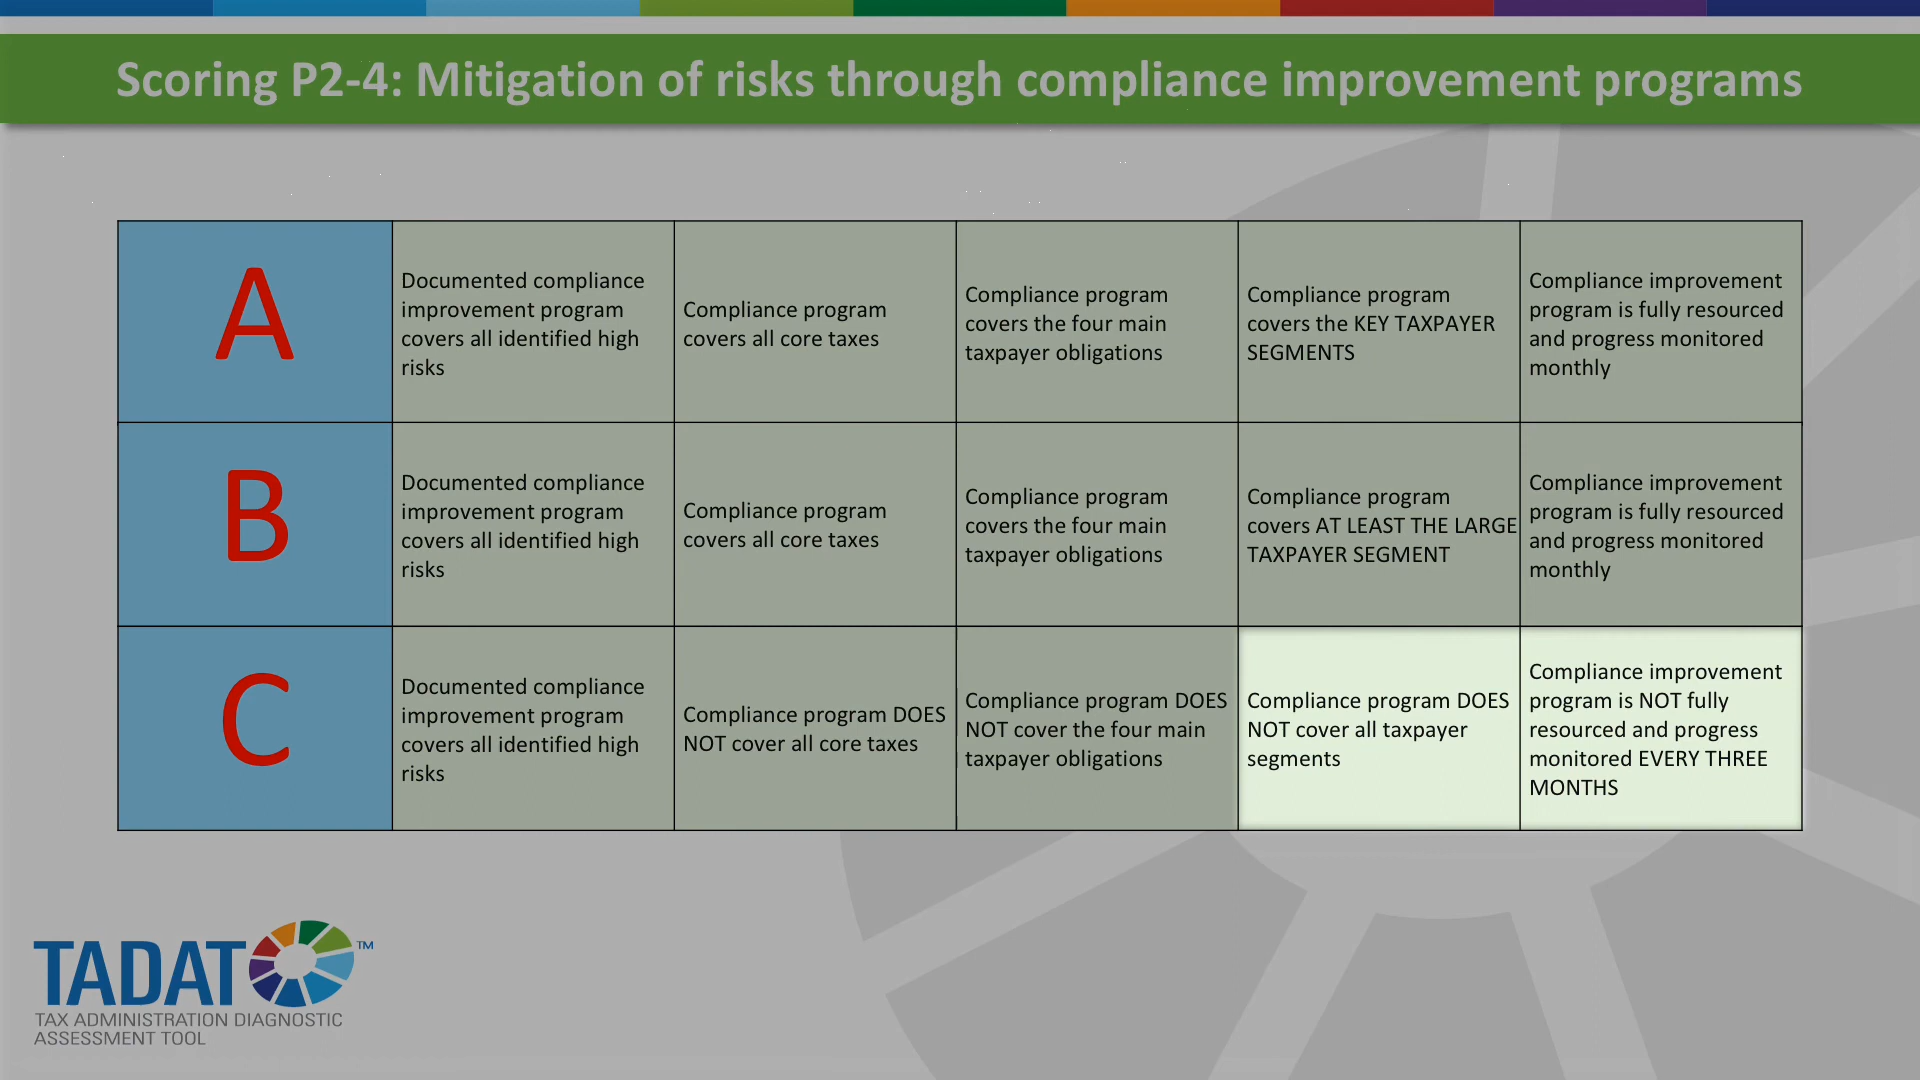 Scoring P2-4: Mitigation of risks through compliance improvement programs
A
Documented compliance
improvement program
covers all identified high
risks
Compliance program
covers all core taxes
Compliance program
covers the four main
taxpayer obligations
Compliance program
covers the KEY TAXPAYER
SEGMENTS
Compliance improvement
program is fully resourced
and progress monitored
monthly
B
Documented compliance
improvement program
covers all identified high
risks
Compliance program
covers all core taxes
Compliance program
covers the four main
taxpayer obligations
Compliance program
covers AT LEAST THE LARGE
TAXPAYER SEGMENT
Compliance improvement
program is fully resourced
and progress monitored
monthly
C
Documented compliance
improvement program
covers all identified high
risks
Compliance program DOES
NOT cover all core taxes
Compliance program DOES
NOT cover the four main
taxpayer obligations
Compliance program DOES
NOT cover all taxpayer
segments
Compliance improvement
program is NOT fully
resourced and progress
monitored EVERY THREE
MONTHS
TADAT TM
TAX ADMINISTRATION DIAGNOSTIC
ASSESSMENT TOOL